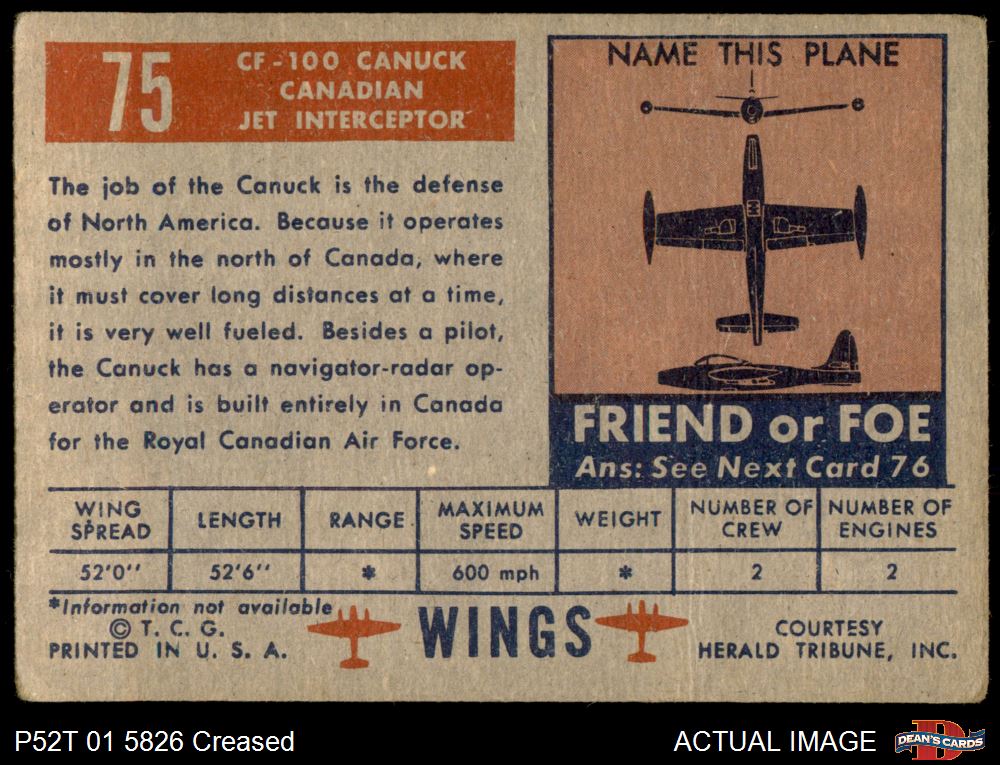 75
CF-100 CANUCK
CANADIAN
JET INTERCEPTOR
The job of the Canuck is the defense
of North America. Because it operates
mostly in the north of Canada, where
it must cover long distances at a time,
it is very well fueled. Besides a pilot,
the Canuck has a navigator-radar op-
erator and is built entirely in Canada
for the Royal Canadian Air Force.
NAME THIS PLANE
FRIEND or FOE
Ans: See Next Card 76
WING SPREAD LENGTH RANGE MAXIMUM SPEED WEIGHT NUMBER OF CREW NUMBER OF ENGINES
52'0'' 52'6'' * 600 mph * 2 2
*Information not available
© T. C. G.
PRINTED IN U. S. A.
WINGS
COURTESY
HERALD TRIBUNE, INC.
P52T 01 5826 Creased
ACTUAL IMAGE
DEAN'S CARDS